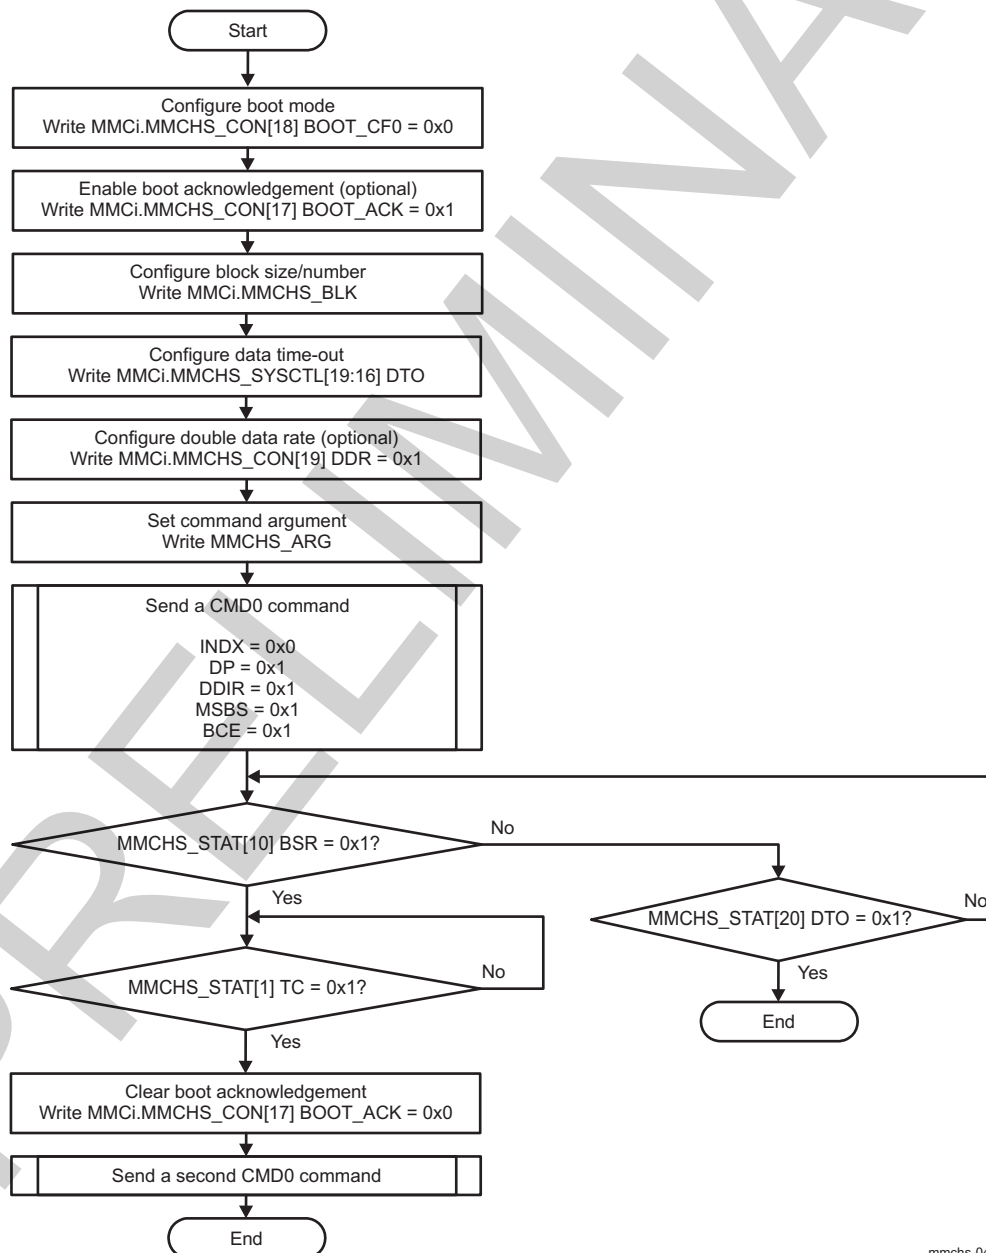 Start
Configure boot mode
Write MMCi.MMCHS_CON[18] BOOT_CF0 = 0x0
Enable boot acknowledgement (optional)
Write MMCi.MMCHS_CON[17] BOOT_ACK = 0x1
Configure block size/number
Write MMCi.MMCHS_BLK
Configure data time-out
Write MMCi.MMCHS_SYSCTL[19:16] DTO
Configure double data rate (optional)
Write MMCi.MMCHS_CON[19] DDR = 0x1
Set command argument
Write MMCHS_ARG
Send a CMD0 command
INDX = 0x0
DP = 0x1
DDIR = 0x1
MSBS = 0x1
BCE = 0x1
MMCHS_STAT[10] BSR = 0x1?
No
Yes
MMCHS_STAT[20] DTO = 0x1?
No
Yes
End
MMCHS_STAT[1] TC = 0x1?
No
Yes
Clear boot acknowledgement
Write MMCi.MMCHS_CON[17] BOOT_ACK = 0x0
Send a second CMD0 command
End
PRELIMINA